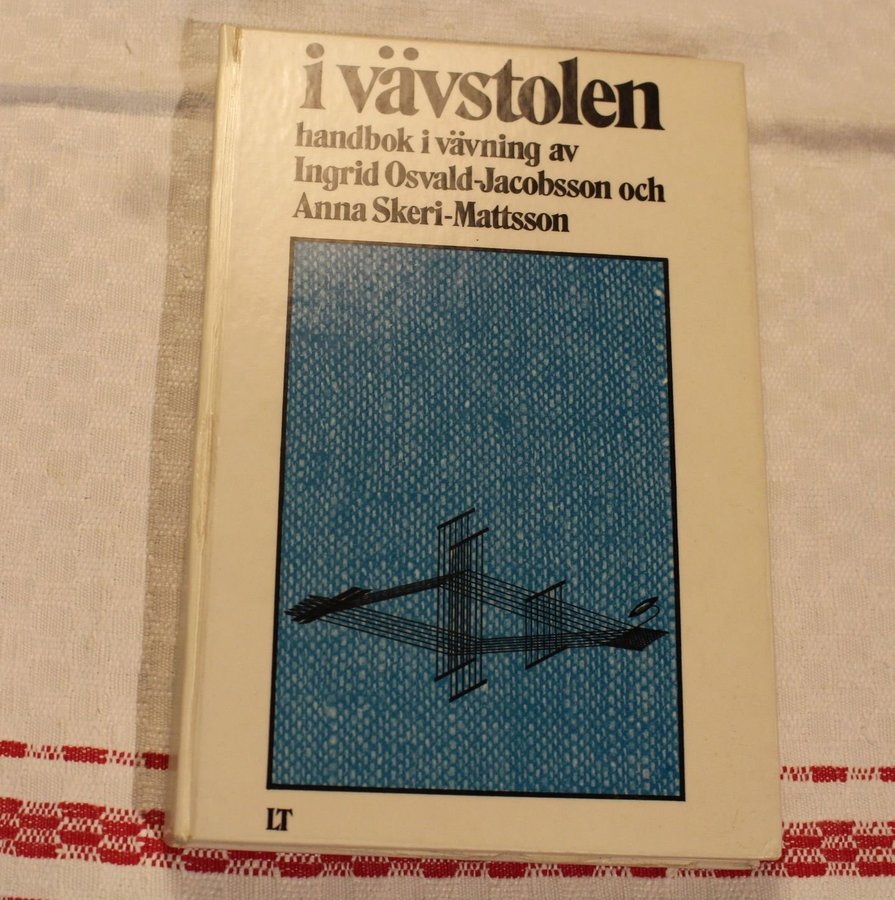 i vävstolen
handbok i vävning av
Ingrid Osvald-Jacobsson och
Anna Skeri-Mattsson
LT